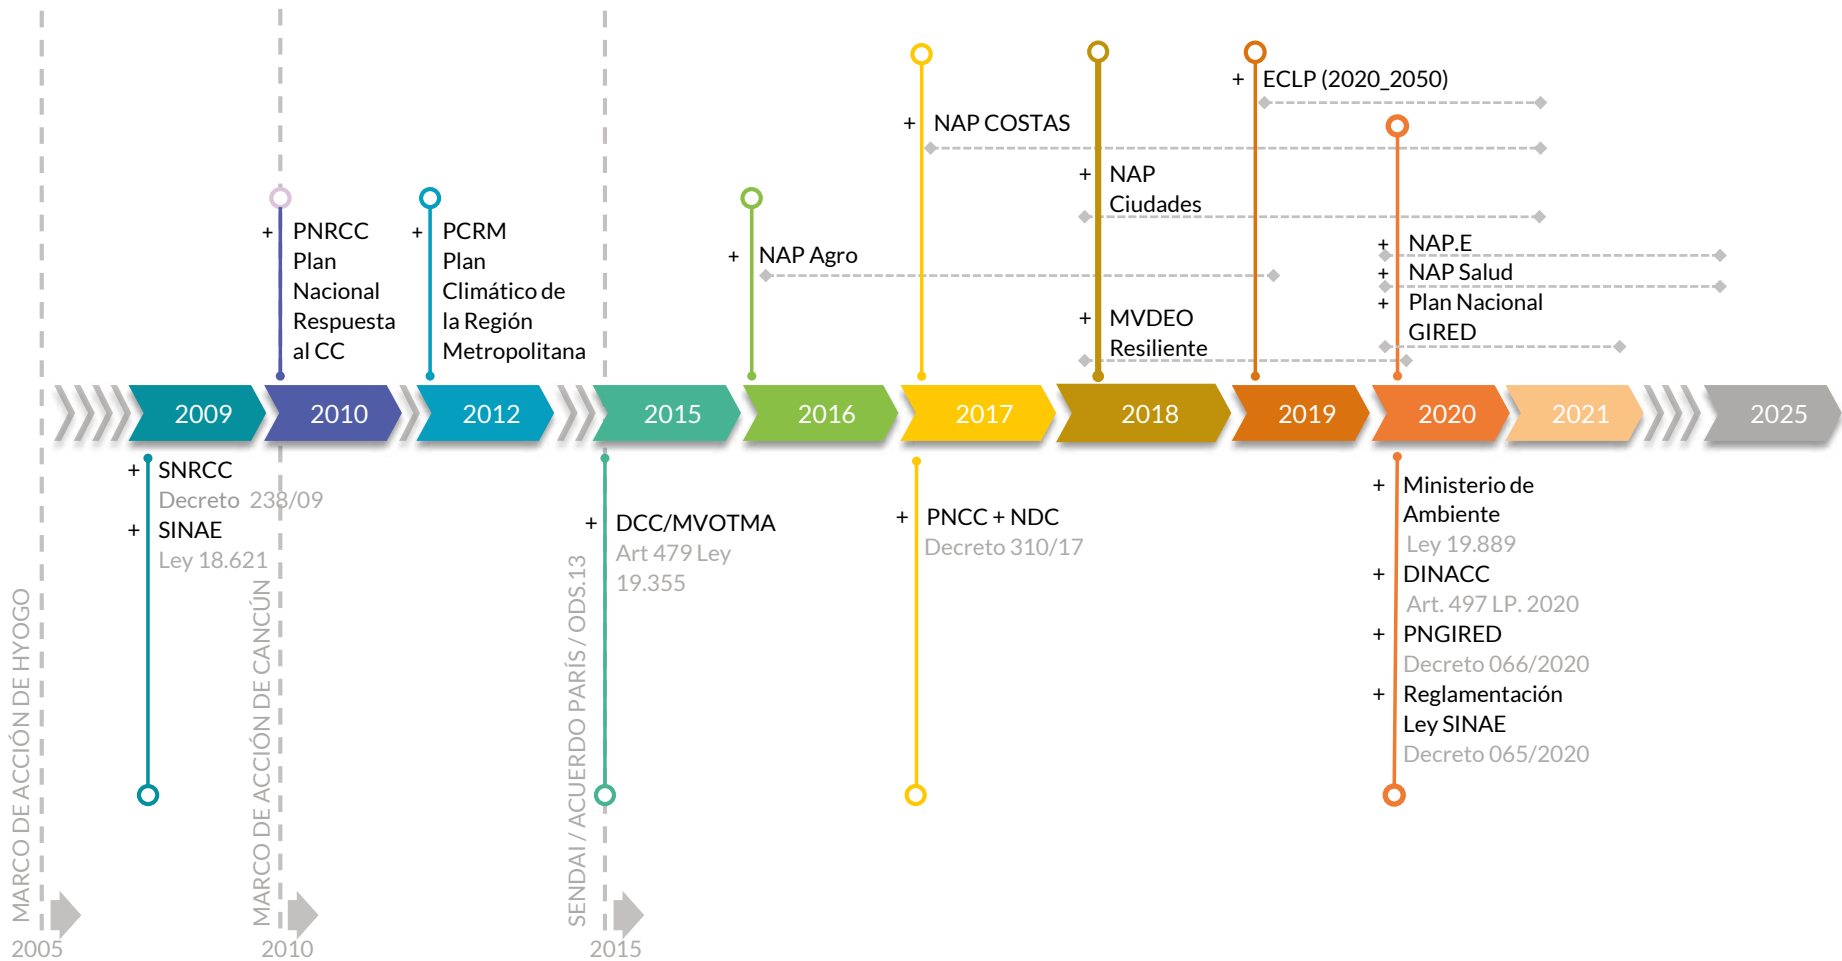 ECLP (2020_2050)
NAP COSTAS
NAP
Ciudades
PNRCC
Plan
Nacional
Respuesta
al CC
PCRM
Plan
Climático de
la Región
Metropolitana
NAP Agro
MVDEO
Resiliente
NAP.E
NAP Salud
Plan Nacional
GIRED
2009
2010
2012
2015
2016
2017
2018
2019
2020
2021
2025
SNRCC
Decreto 238/09
SINAE
Ley 18.621
DCC/MVOTMA
Art 479 Ley
19.355
PNCC + NDC
Decreto 310/17
Ministerio de
Ambiente
Ley 19.889
DINACC
Art. 497 LP. 2020
PNGIRED
Decreto 066/2020
Reglamentación
Ley SINAE
Decreto 065/2020
MARCO DE ACCIÓN DE HYOGO
MARCO DE ACCIÓN DE CANCÚN
SENDAI / ACUERDO PARÍS / ODS.13
2005
2010
2015